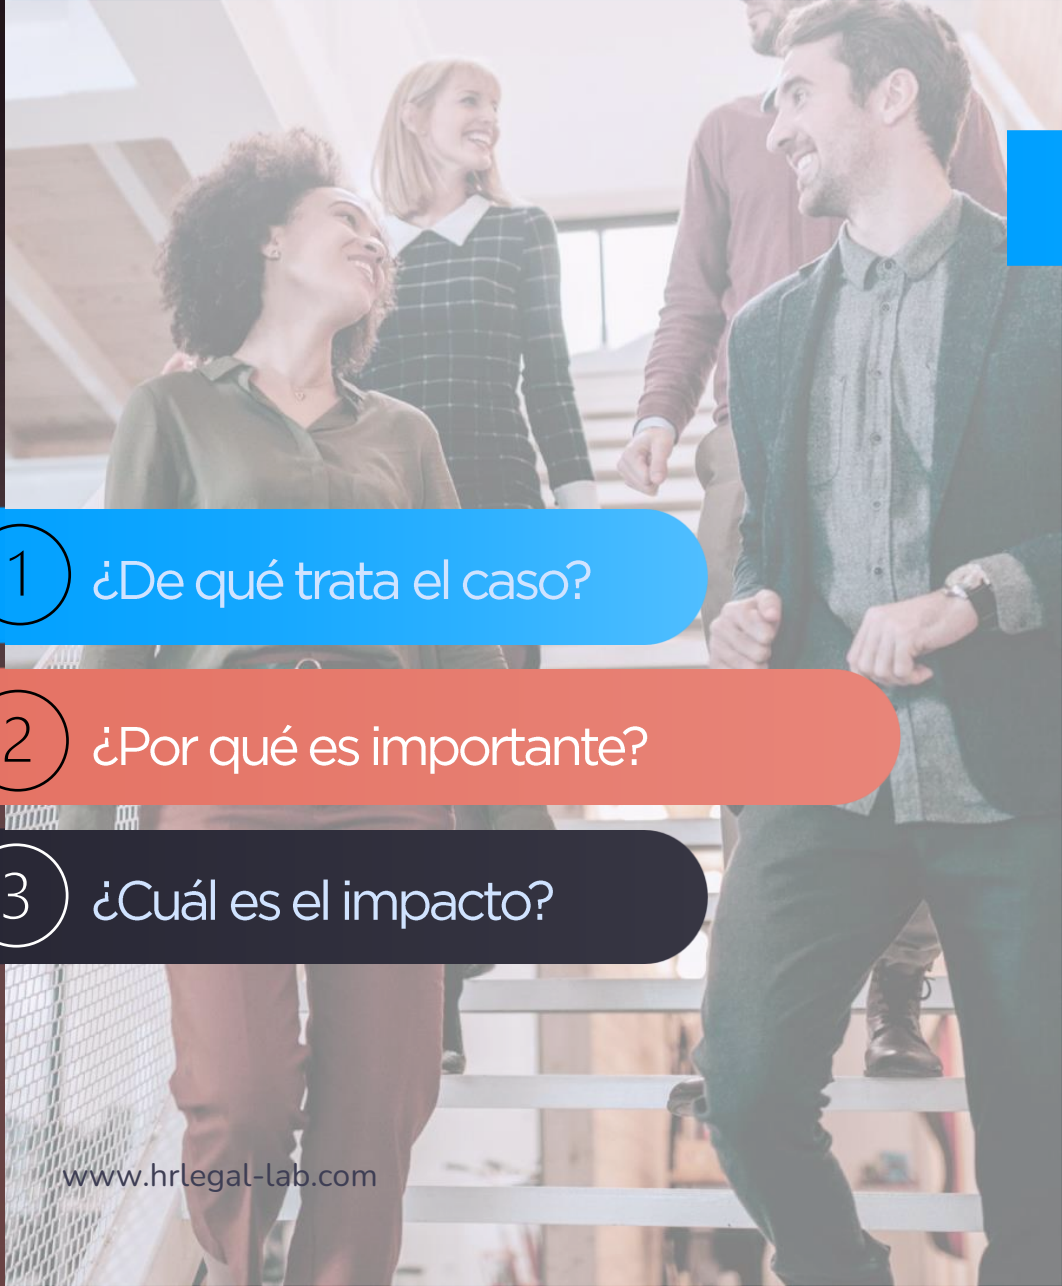 1 ¿De qué trata el caso?
2 ¿Por qué es importante?
3 ¿Cuál es el impacto?
www.hrlegal-lab.com